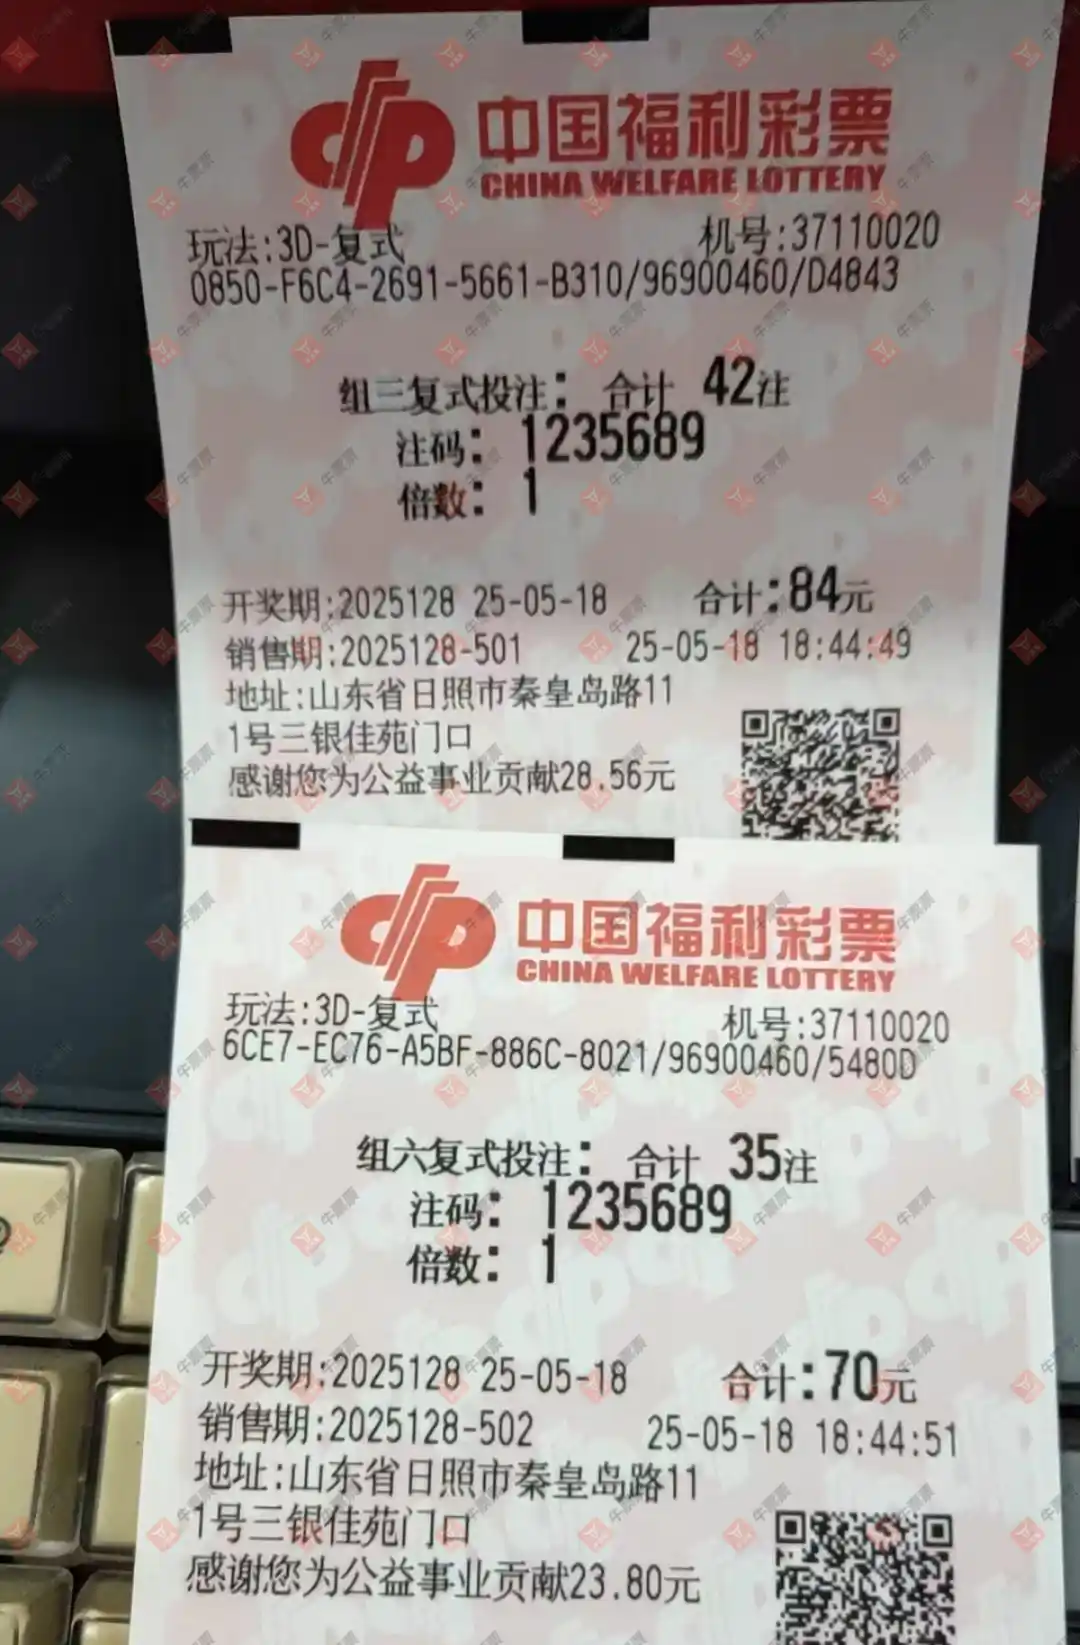 中国福利彩票
CHINA WELFARE LOTTERY
玩法:3D-复式 机号:37110020
0850-F6C4-2691-5661-B310/96900460/D4843
组三复式投注: 合计 42注
注码: 1235689
倍数: 1
开奖期:2025128 25-05-18 合计:84元
销售期:2025128-501 25-05-18 18:44:49
地址:山东省日照市秦皇岛路11
1号三银佳苑门口
感谢您为公益事业贡献28.56元
中国福利彩票
CHINA WELFARE LOTTERY
玩法:3D-复式 机号:37110020
6CE7-EC76-A5BF-886C-8021/96900460/5480D
组六复式投注: 合计 35注
注码: 1235689
倍数: 1
开奖期:2025128 25-05-18 合计:70元
销售期:2025128-502 25-05-18 18:44:51
地址:山东省日照市秦皇岛路11
1号三银佳苑门口
感谢您为公益事业贡献23.80元